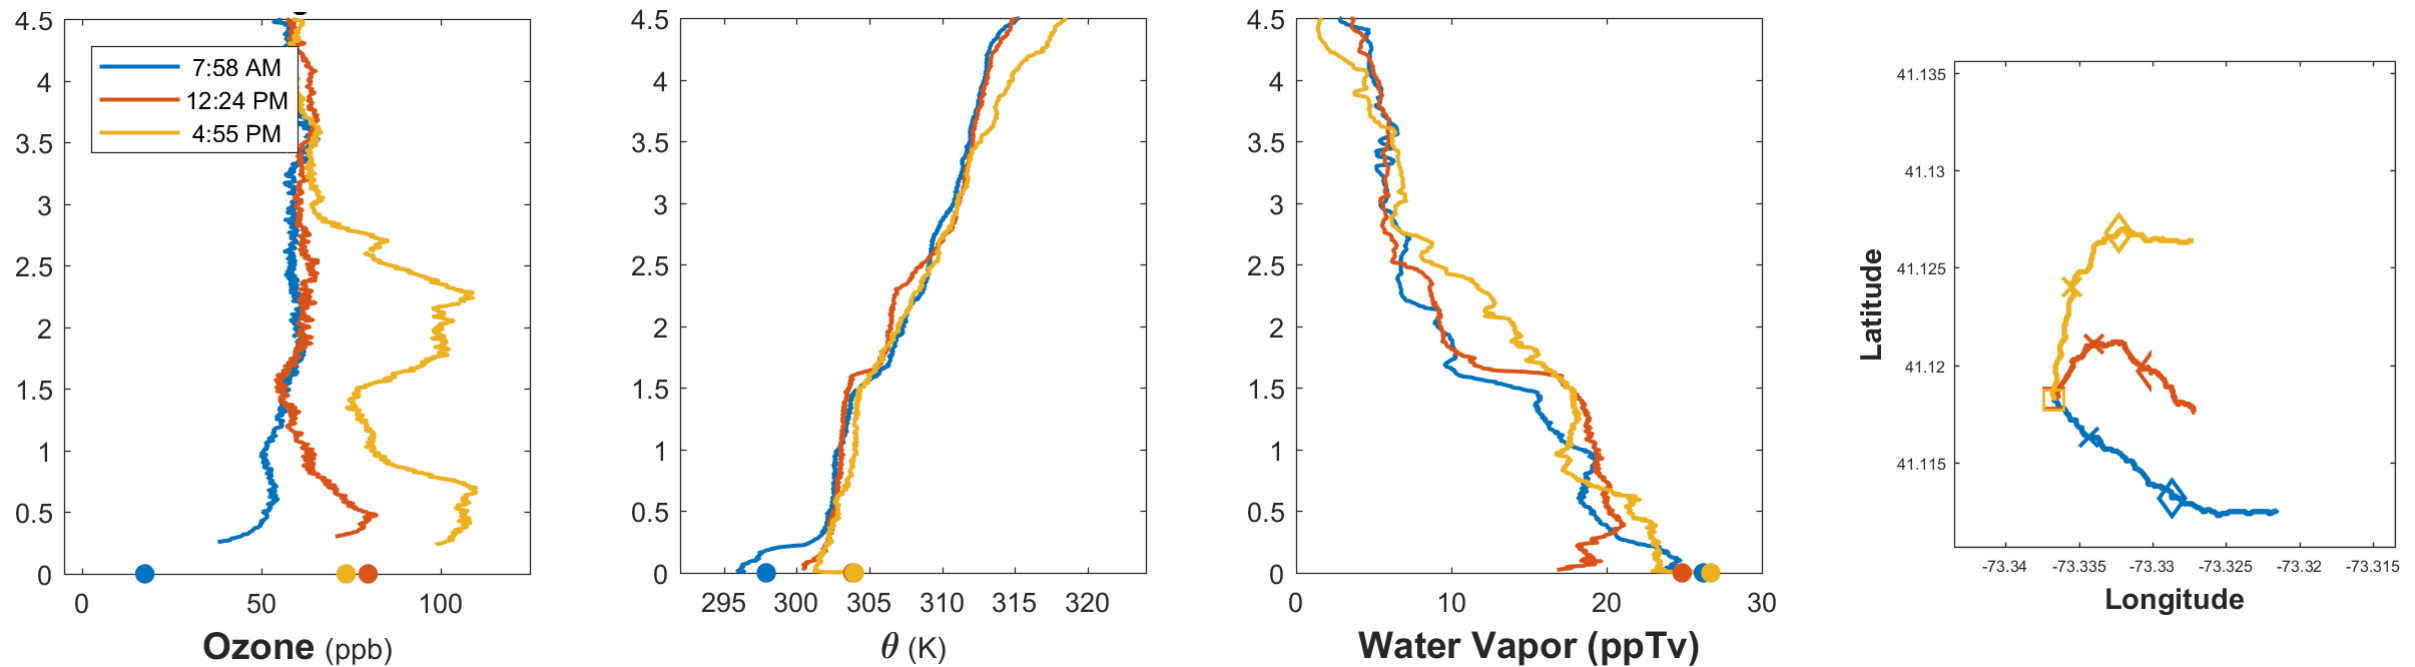 4.5
4
3.5
3
2.5
2
1.5
1
0.5
0
7:58 AM
12:24 PM
4:55 PM
0 50 100
Ozone (ppb)
4.5
4
3.5
3
2.5
2
1.5
1
0.5
0
295 300 305 310 315 320
θ (K)
4.5
4
3.5
3
2.5
2
1.5
1
0.5
0
0 10 20 30
Water Vapor (ppTv)
41.135
41.13
41.125
41.12
41.115
Latitude
-73.34 -73.335 -73.33 -73.325 -73.32 -73.315
Longitude